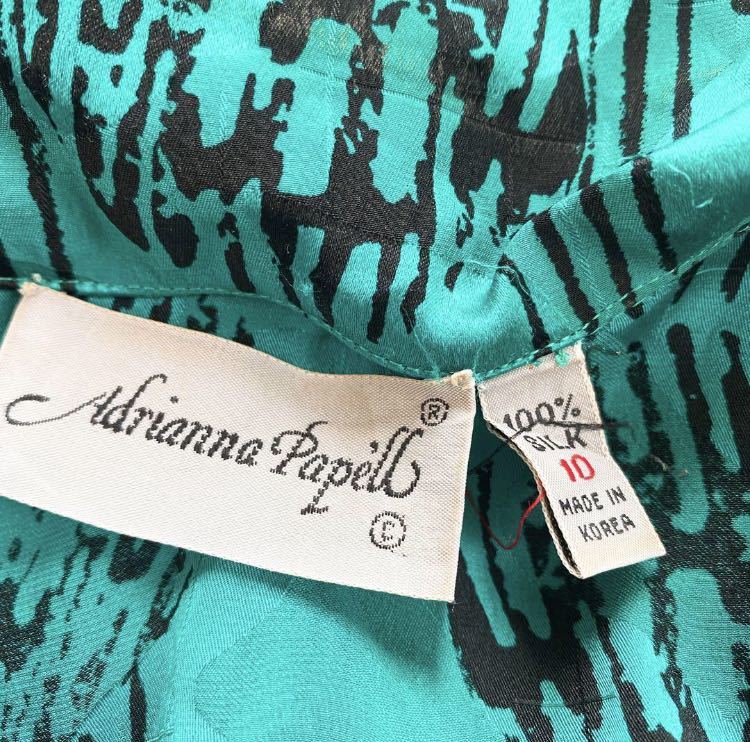 Adrianna Papell ®
©
100%
SILK
10
MADE IN
KOREA